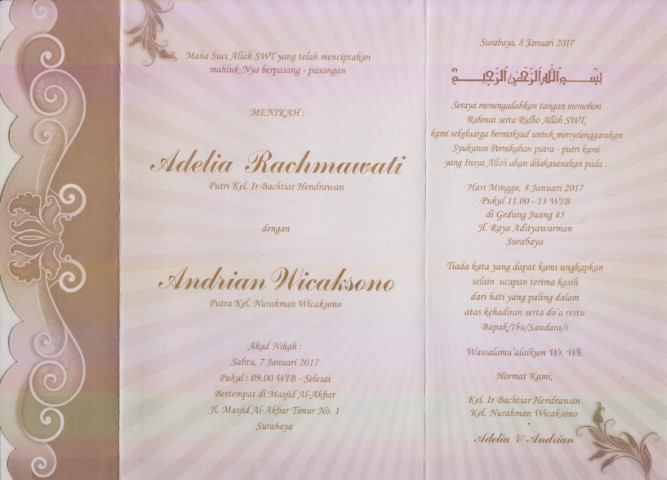 Maha Suci Allah SWT yang telah menciptakan
mahluk-Nya berpasang - pasangan
MENIKAH :
Adelia Rachmawati
Putri Kel. Ir Bachtiar Hendrawan
dengan
Andrian Wicaksono
Putra Kel. Nurahman Wicaksono
Akad Nikah :
Sabtu, 7 Januari 2017
Pukul : 09.00 WIB - Selesai
Bertempat di Masjid Al-Akbar
Jl. Masjid Al-Akbar Timur No. 1
Surabaya
Surabaya, 8 Januari 2017
بسم الله الرحمن الرحيم
Seraya menengadahkan tangan memohon
Rahmat serta Ridho Allah SWT,
kami sekeluarga bermaksud untuk menyelenggarakan
Syukuran Pernikahan putra - putri kami
yang Insya Allah akan dilaksanakan pada :
Hari Minggu, 8 Januari 2017
Pukul 11.00 - 13 WIB
di Gedung Juang 45
Jl. Raya Adityawarman
Surabaya
Tiada kata yang dapat kami ungkapkan
selain ucapan terima kasih
dari hati yang paling dalam
atas kehadiran serta do'a restu
Bapak/Ibu/Saudara/i
Wassalamu'alaikum Wr. Wb.
Hormat Kami,
Kel. Ir Bachtiar Hendrawan
Kel. Nurahman Wicaksono
Adelia & Andrian